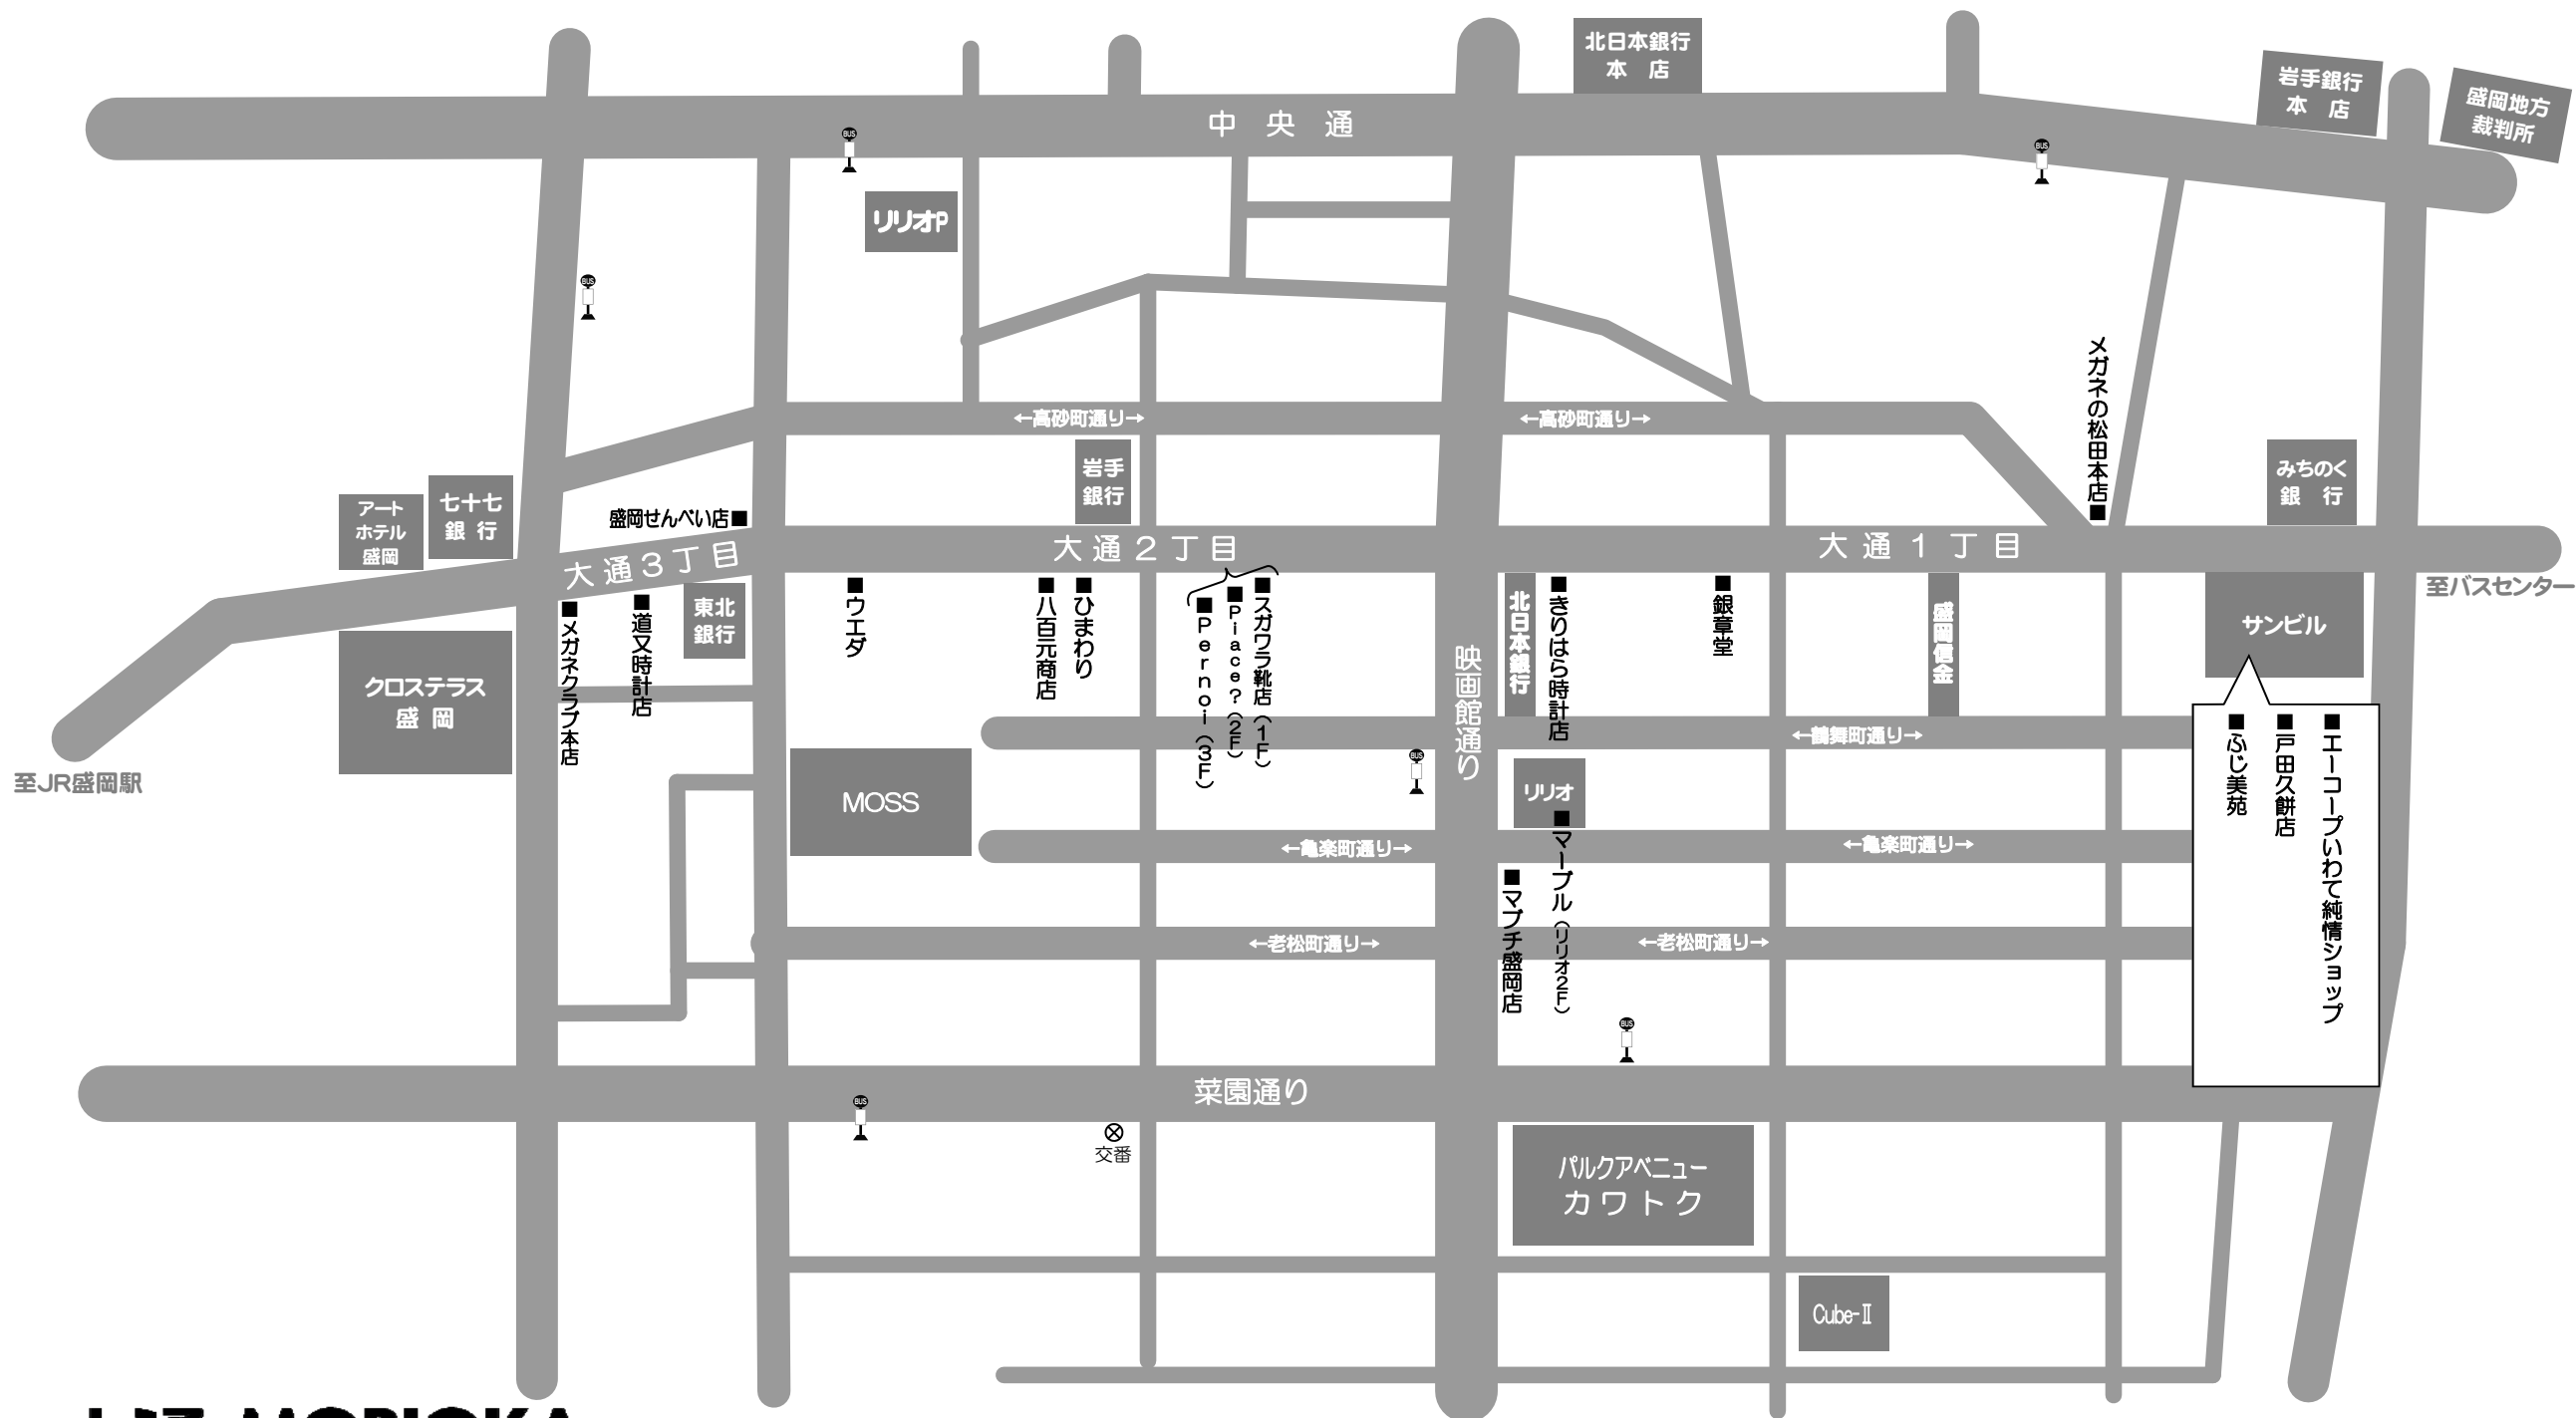 北日本銀行
本　店
岩手銀行
本　店
盛岡地方
裁判所
中　央　通
BUS
BUS
リリオP
BUS
メガネの松田本店■
←高砂町通り→
←高砂町通り→
岩手
銀行
みちのく
銀　行
アート
ホテル
盛岡
七十七
銀 行
盛岡せんべい店■
大通3丁目
大通2丁目
大通1丁目
至バスセンター
東北
銀行
■メガネクラブ本店
■道又時計店
■ウエダ
■八百元商店
■ひまわり
■Pernoi（3F）
■Piace?（2F）
■スガワラ靴店（1F）
北日本銀行
■きりはら時計店
■銀章堂
盛岡信金
サンビル
クロステラス
盛 岡
映画館通り
←鶴舞町通り→
■ふじ美苑
■戸田久餅店
■エーコープいわて純情ショップ
至JR盛岡駅
MOSS
BUS
リリオ
■マーブル（リリオ2F）
←亀楽町通り→
←亀楽町通り→
■マブチ盛岡店
←老松町通り→
←老松町通り→
BUS
菜園通り
BUS
交番
パルクアベニュー
カワトク
Cube-Ⅱ